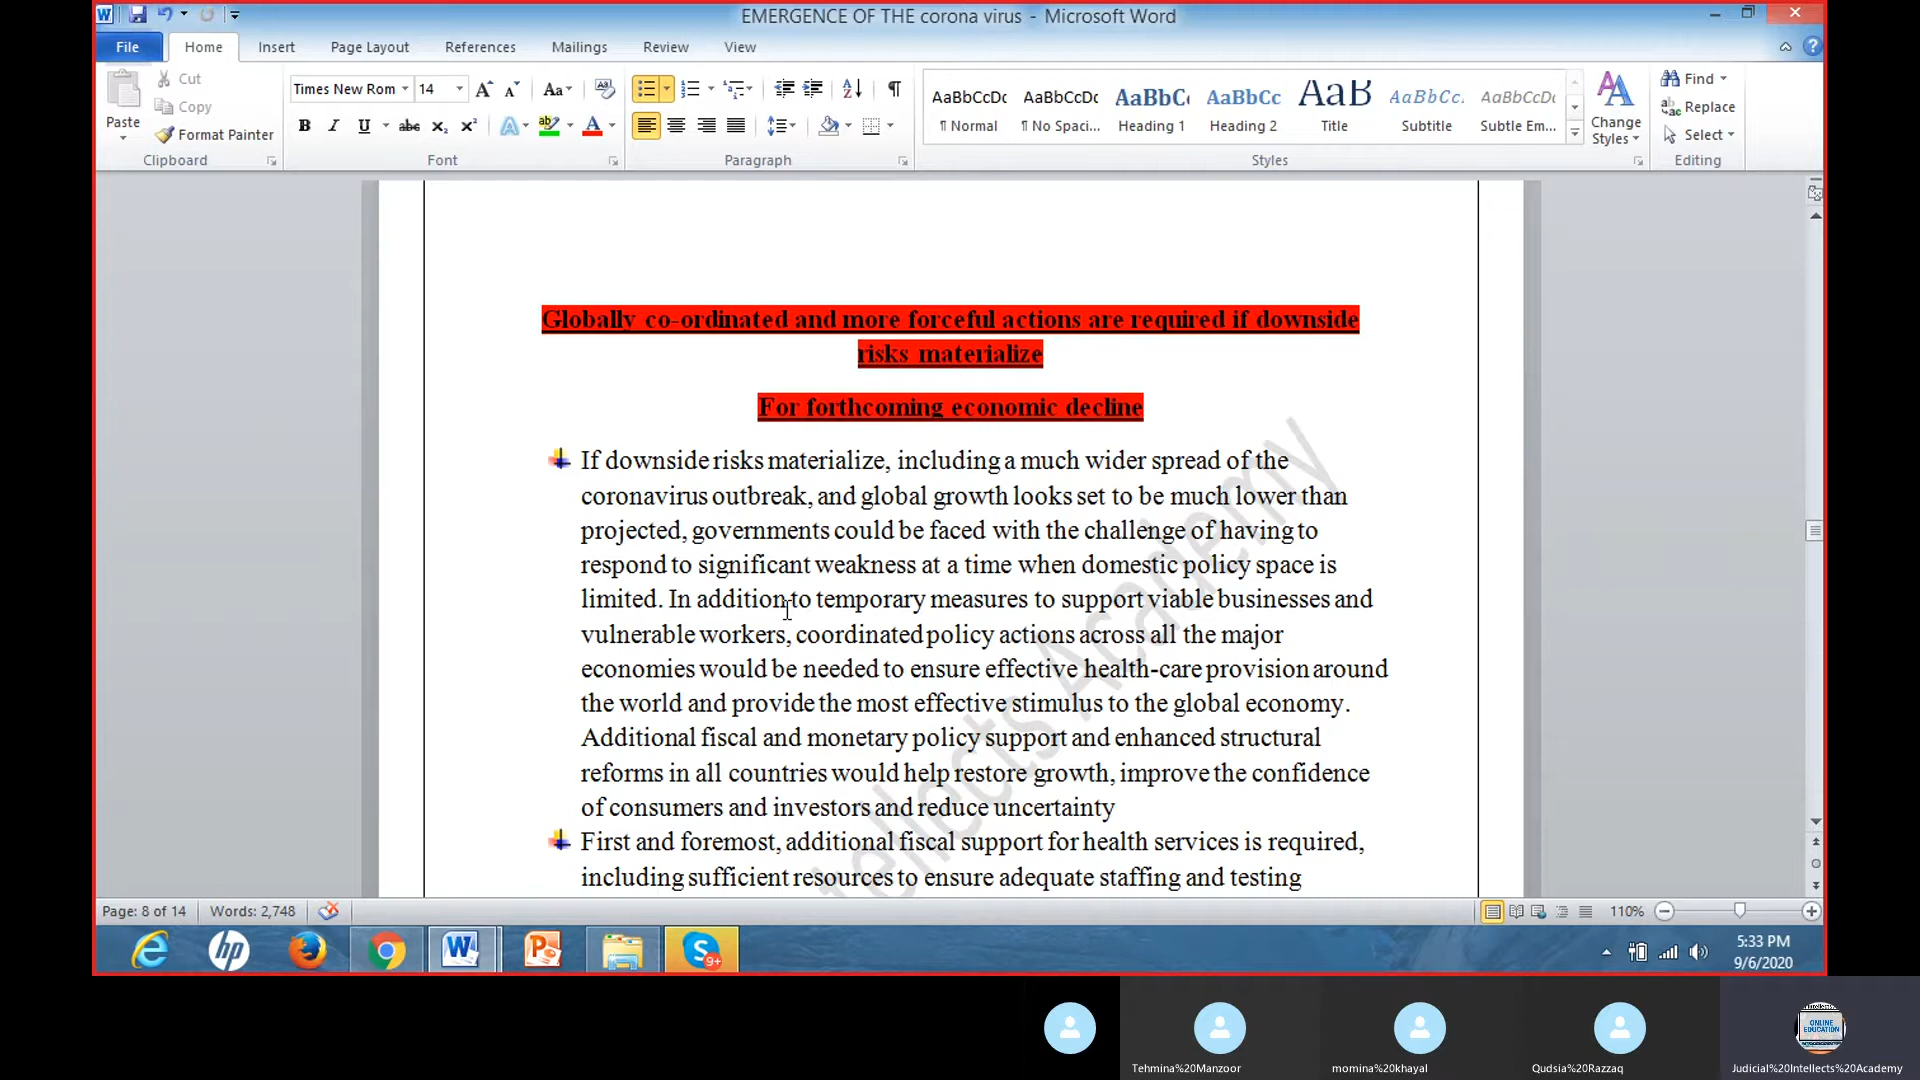 EMERGENCE OF THE corona virus - Microsoft Word
File Home Insert Page Layout References Mailings Review View
Paste
Cut
Copy
Format Painter
Clipboard
Times New Rom 14
Font
Paragraph
AaBbCcDc AaBbCcDc AaBbC AaBbCc AaB AaBbCc. AaBbCcDc
¶ Normal ¶ No Spaci... Heading 1 Heading 2 Title Subtitle Subtle Em...
Styles
Change
Styles
Find
Replace
Select
Editing
Globally co-ordinated and more forceful actions are required if downside
risks materialize
For forthcoming economic decline
If downside risks materialize, including a much wider spread of the
coronavirus outbreak, and global growth looks set to be much lower than
projected, governments could be faced with the challenge of having to
respond to significant weakness at a time when domestic policy space is
limited. In addition to temporary measures to support viable businesses and
vulnerable workers, coordinated policy actions across all the major
economies would be needed to ensure effective health-care provision around
the world and provide the most effective stimulus to the global economy.
Additional fiscal and monetary policy support and enhanced structural
reforms in all countries would help restore growth, improve the confidence
of consumers and investors and reduce uncertainty
First and foremost, additional fiscal support for health services is required,
including sufficient resources to ensure adequate staffing and testing
tellects Academy
Page: 8 of 14 Words: 2,748
110%
hp
9+
5:33 PM
9/6/2020
ONLINE
EDUCATION
Tehmina%20Manzoor momina%20khayal Qudsia%20Razzaq Judicial%20Intellects%20Academy